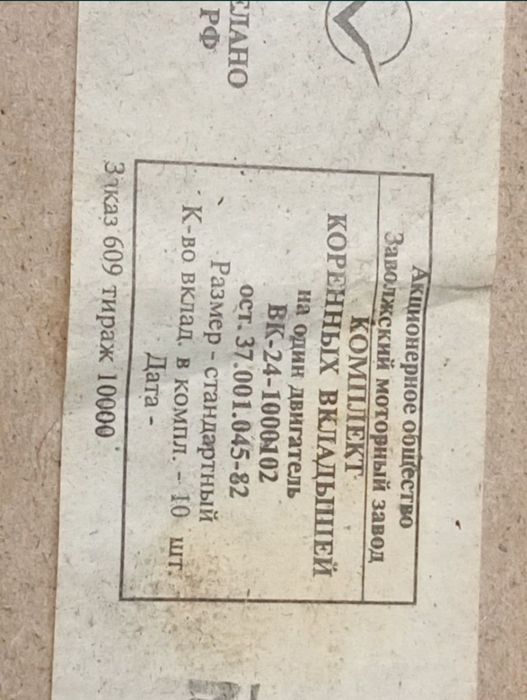 СЛАНО
РФ
Акционерное общество
Заволжский моторный завод
КОМПЛЕКТ
КОРЕННЫХ ВКЛАДЫШЕЙ
на один двигатель
ВК-24-1000102
ост.37.001.045-82
Размер - стандартный
К-во вклад. в компл. - 10 шт.
Дата -
Заказ 609 тираж 10000